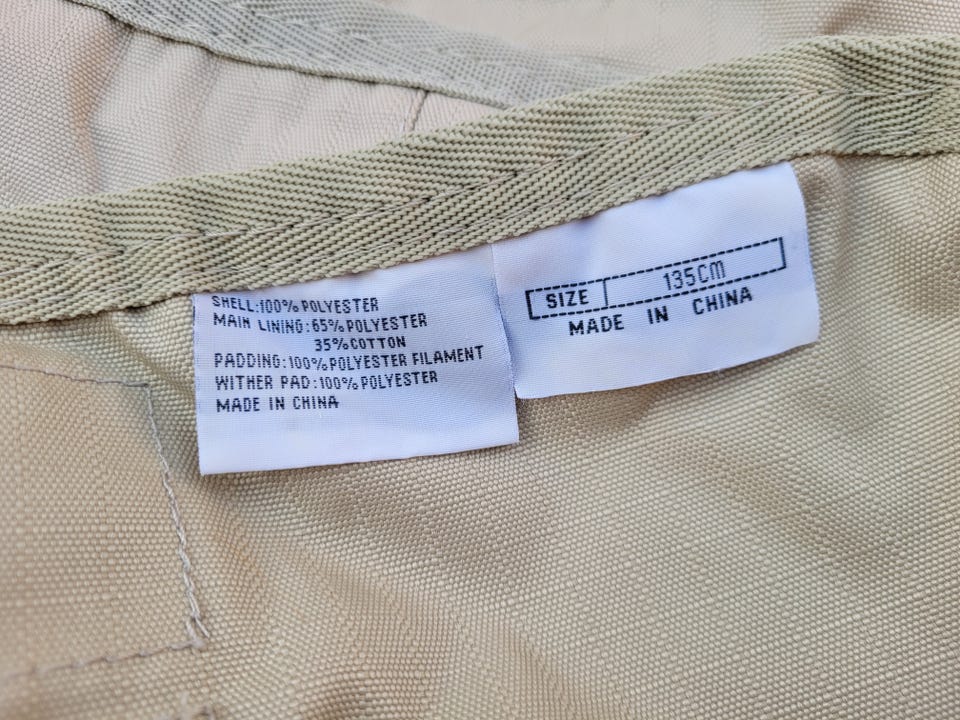 SHELL:100% POLYESTER
MAIN LINING:65% POLYESTER
35% COTTON
PADDING:100% POLYESTER FILAMENT
WITHER PAD:100% POLYESTER
MADE IN CHINA
SIZE 135Cm
MADE IN CHINA